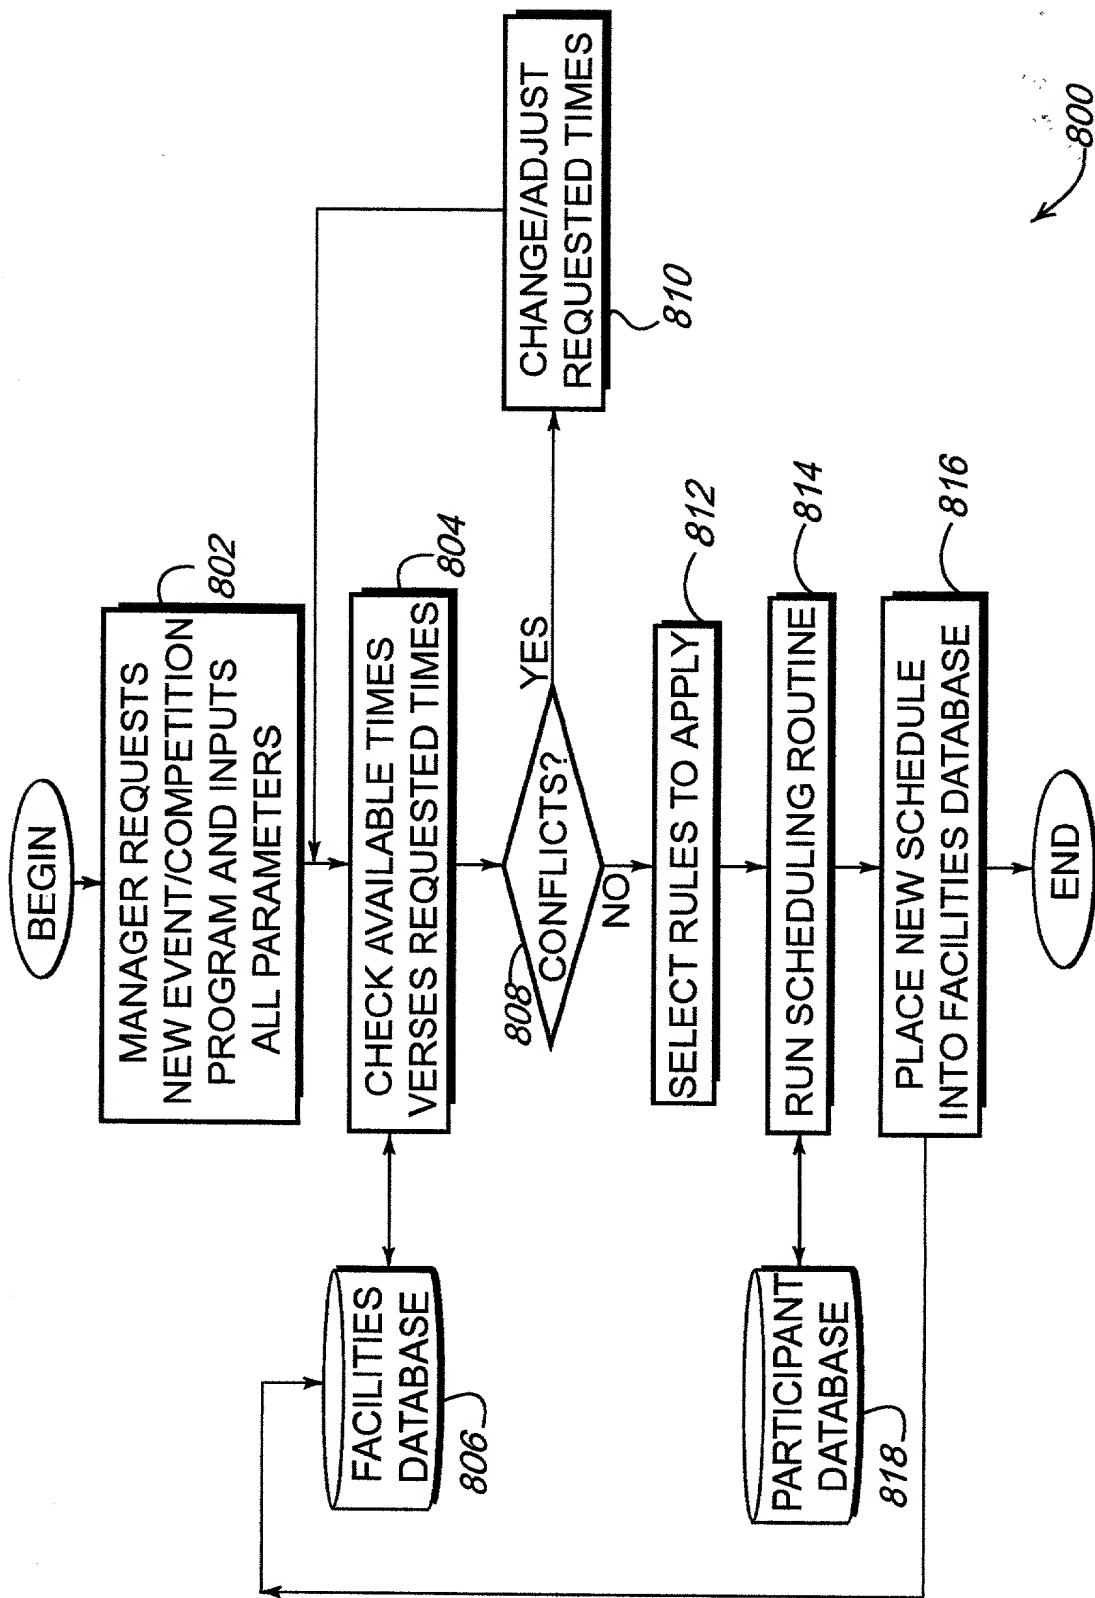 BEGIN
MANAGER REQUESTS
NEW EVENT/COMPETITION
PROGRAM AND INPUTS
ALL PARAMETERS
802
CHECK AVAILABLE TIMES
VERSES REQUESTED TIMES
804
FACILITIES
DATABASE
806
CONFLICTS?
808
YES
NO
CHANGE/ADJUST
REQUESTED TIMES
810
SELECT RULES TO APPLY
812
RUN SCHEDULING ROUTINE
814
PARTICIPANT
DATABASE
818
PLACE NEW SCHEDULE
INTO FACILITIES DATABASE
816
END
800